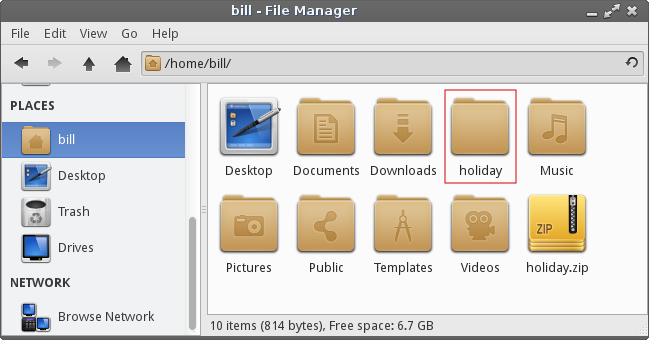 bill - File Manager
File Edit View Go Help
/home/bill/
PLACES
bill
Desktop
Trash
Drives
NETWORK
Browse Network
Desktop Documents Downloads holiday Music
ZIP
Pictures Public Templates Videos holiday.zip
10 items (814 bytes), Free space: 6.7 GB